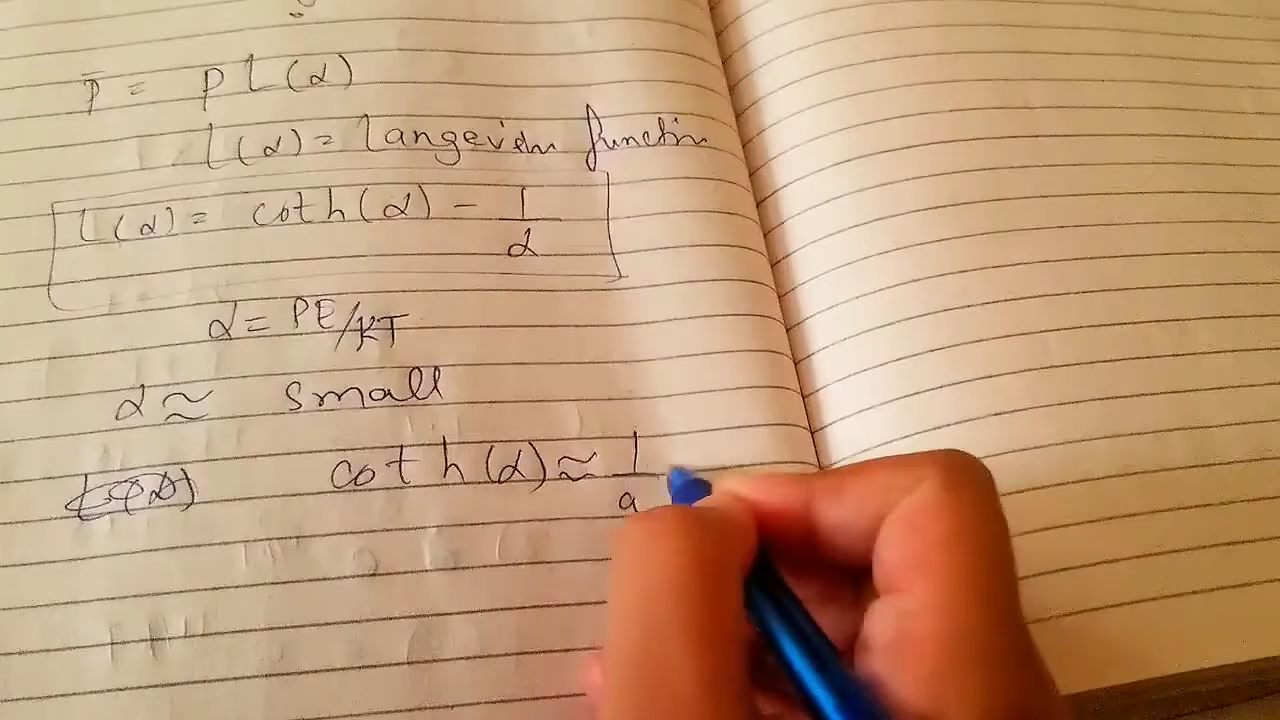 P̄ = P L(α)
L(α) = Langevin function
L(α) = coth(α) - 1/α
α = PE/KT
α ≈ small
coth(α) ≈ 1/a